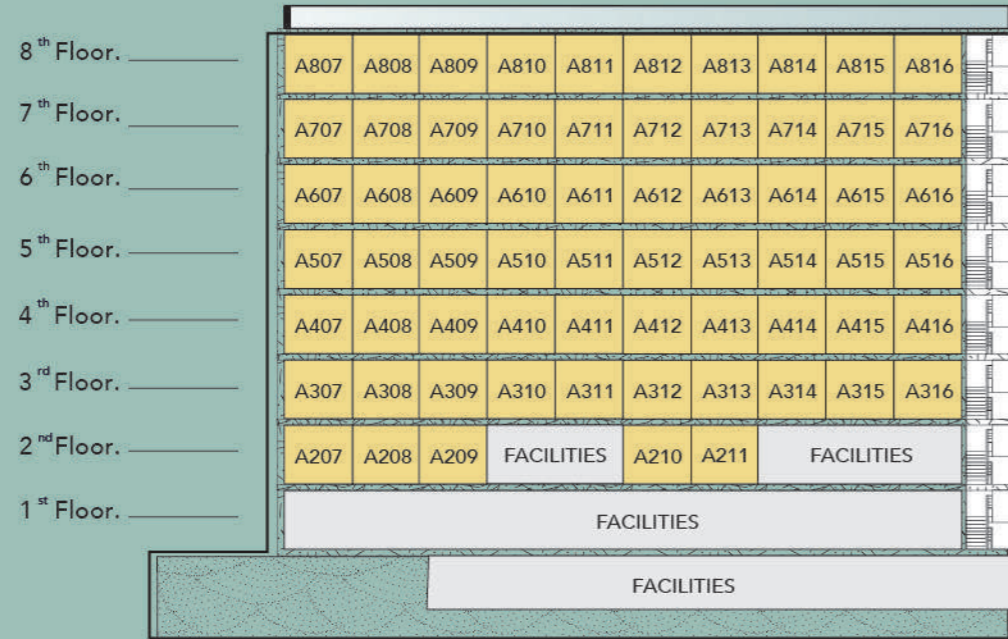 8th Floor.
A807 A808 A809 A810 A811 A812 A813 A814 A815 A816
7th Floor.
A707 A708 A709 A710 A711 A712 A713 A714 A715 A716
6th Floor.
A607 A608 A609 A610 A611 A612 A613 A614 A615 A616
5th Floor.
A507 A508 A509 A510 A511 A512 A513 A514 A515 A516
4th Floor.
A407 A408 A409 A410 A411 A412 A413 A414 A415 A416
3rd Floor.
A307 A308 A309 A310 A311 A312 A313 A314 A315 A316
2nd Floor.
A207 A208 A209 FACILITIES A210 A211 FACILITIES
1st Floor.
FACILITIES
FACILITIES